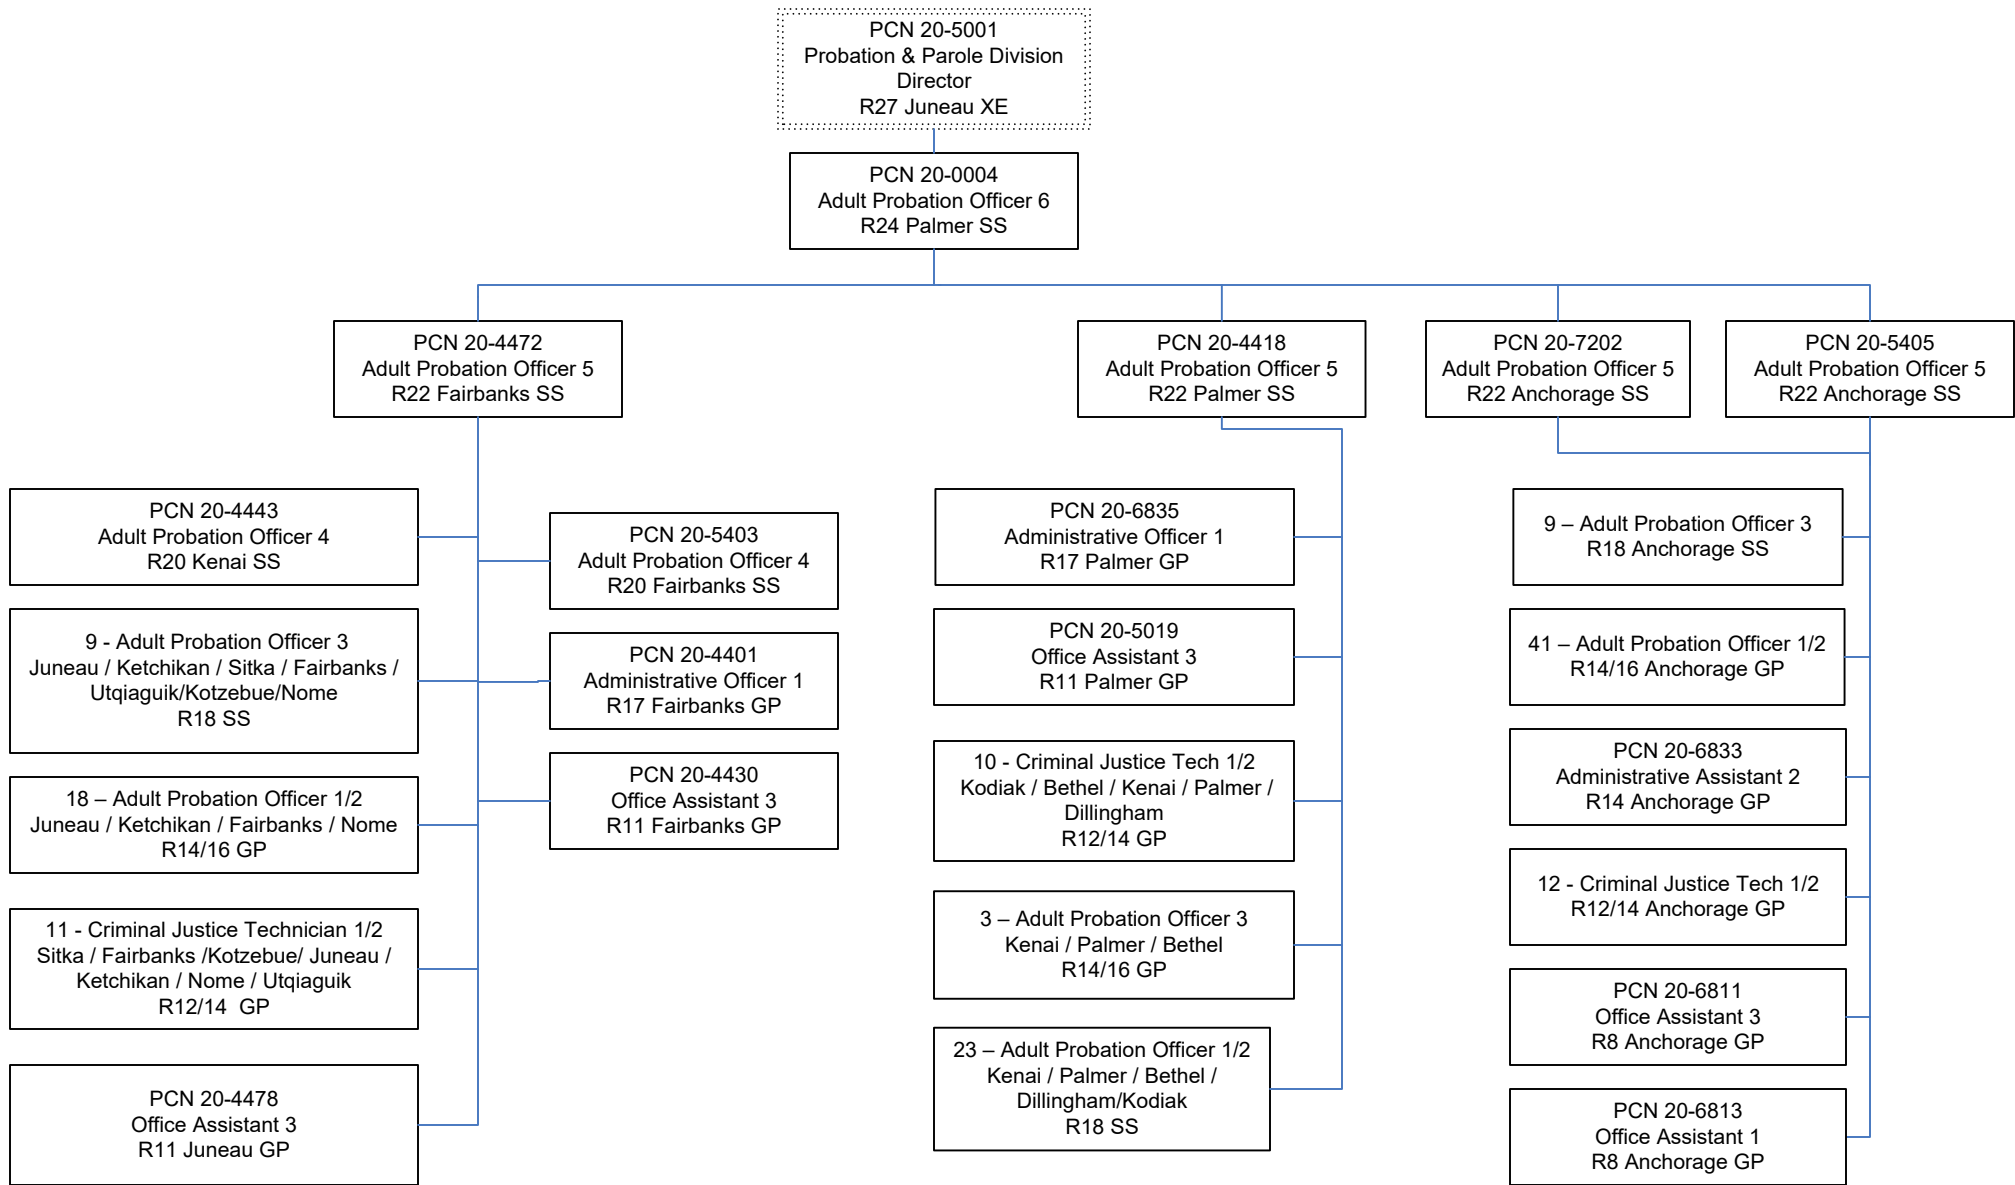 PCN 20-5001
Probation & Parole Division
Director
R27 Juneau XE
PCN 20-0004
Adult Probation Officer 6
R24 Palmer SS
PCN 20-4472
Adult Probation Officer 5
R22 Fairbanks SS
PCN 20-4418
Adult Probation Officer 5
R22 Palmer SS
PCN 20-7202
Adult Probation Officer 5
R22 Anchorage SS
PCN 20-5405
Adult Probation Officer 5
R22 Anchorage SS
PCN 20-4443
Adult Probation Officer 4
R20 Kenai SS
9 - Adult Probation Officer 3
Juneau / Ketchikan / Sitka / Fairbanks /
Utqiaguik/Kotzebue/Nome
R18 SS
18 – Adult Probation Officer 1/2
Juneau / Ketchikan / Fairbanks / Nome
R14/16 GP
11 - Criminal Justice Technician 1/2
Sitka / Fairbanks /Kotzebue/ Juneau /
Ketchikan / Nome / Utqiaguik
R12/14  GP
PCN 20-4478
Office Assistant 3
R11 Juneau GP
PCN 20-5403
Adult Probation Officer 4
R20 Fairbanks SS
PCN 20-4401
Administrative Officer 1
R17 Fairbanks GP
PCN 20-4430
Office Assistant 3
R11 Fairbanks GP
PCN 20-6835
Administrative Officer 1
R17 Palmer GP
PCN 20-5019
Office Assistant 3
R11 Palmer GP
10 - Criminal Justice Tech 1/2
Kodiak / Bethel / Kenai / Palmer /
Dillingham
R12/14 GP
3 – Adult Probation Officer 3
Kenai / Palmer / Bethel
R14/16 GP
23 – Adult Probation Officer 1/2
Kenai / Palmer / Bethel /
Dillingham/Kodiak
R18 SS
9 – Adult Probation Officer 3
R18 Anchorage SS
41 – Adult Probation Officer 1/2
R14/16 Anchorage GP
PCN 20-6833
Administrative Assistant 2
R14 Anchorage GP
12 - Criminal Justice Tech 1/2
R12/14 Anchorage GP
PCN 20-6811
Office Assistant 3
R8 Anchorage GP
PCN 20-6813
Office Assistant 1
R8 Anchorage GP